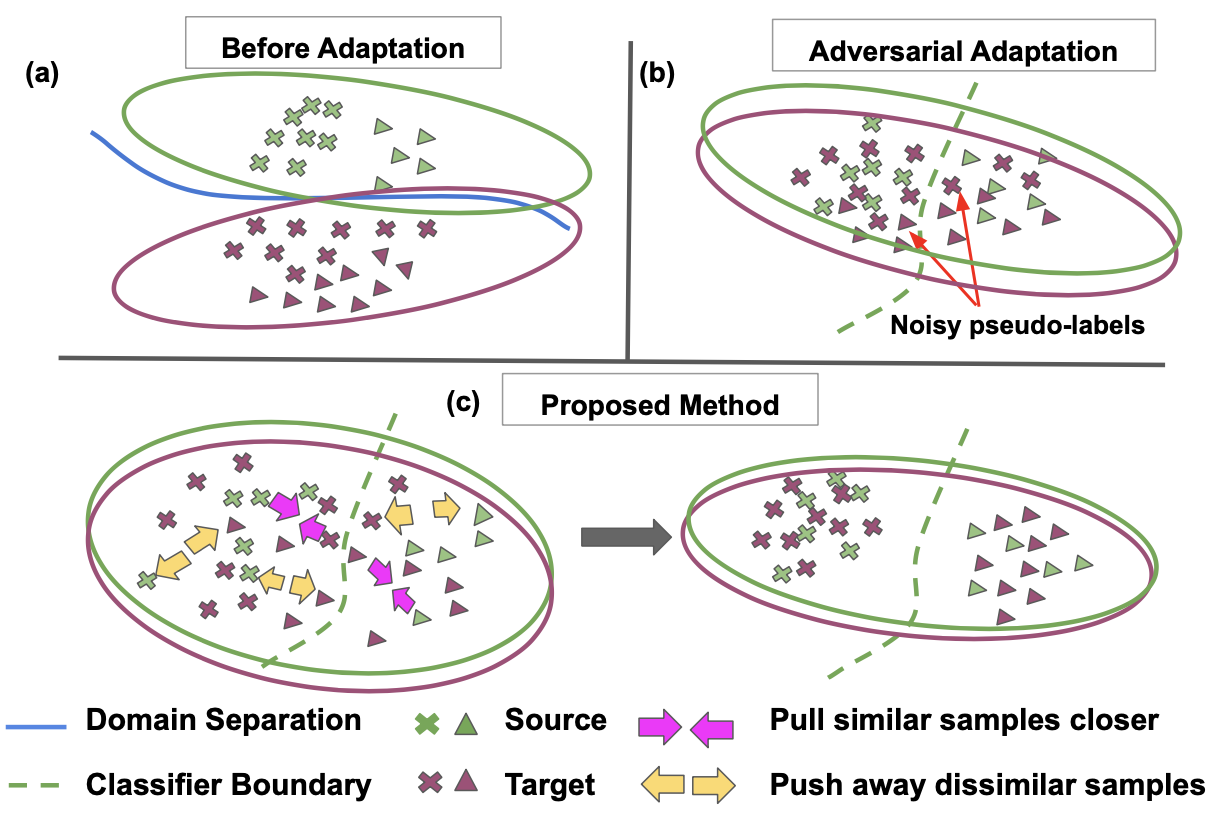 Before Adaptation
(a)
Adversarial Adaptation
(b)
Noisy pseudo-labels
(c)
Proposed Method
Domain Separation
Source
Pull similar samples closer
Classifier Boundary
Target
Push away dissimilar samples